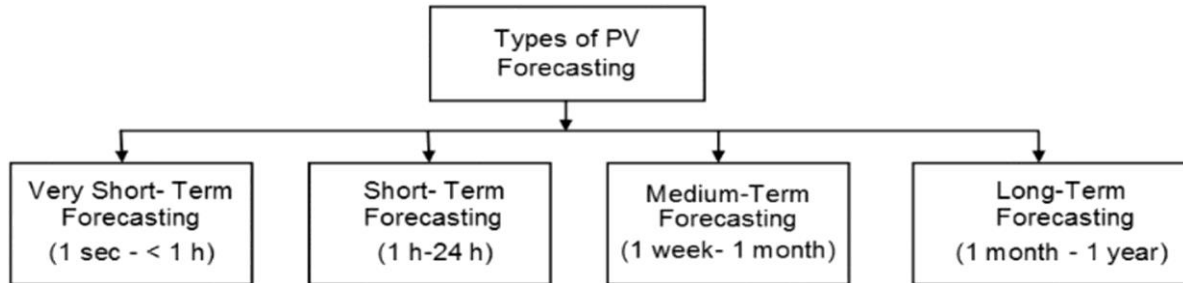 Types of PV
Forecasting
Very Short- Term
Forecasting
(1 sec - < 1 h)
Short- Term
Forecasting
(1 h-24 h)
Medium-Term
Forecasting
(1 week- 1 month)
Long-Term
Forecasting
(1 month - 1 year)